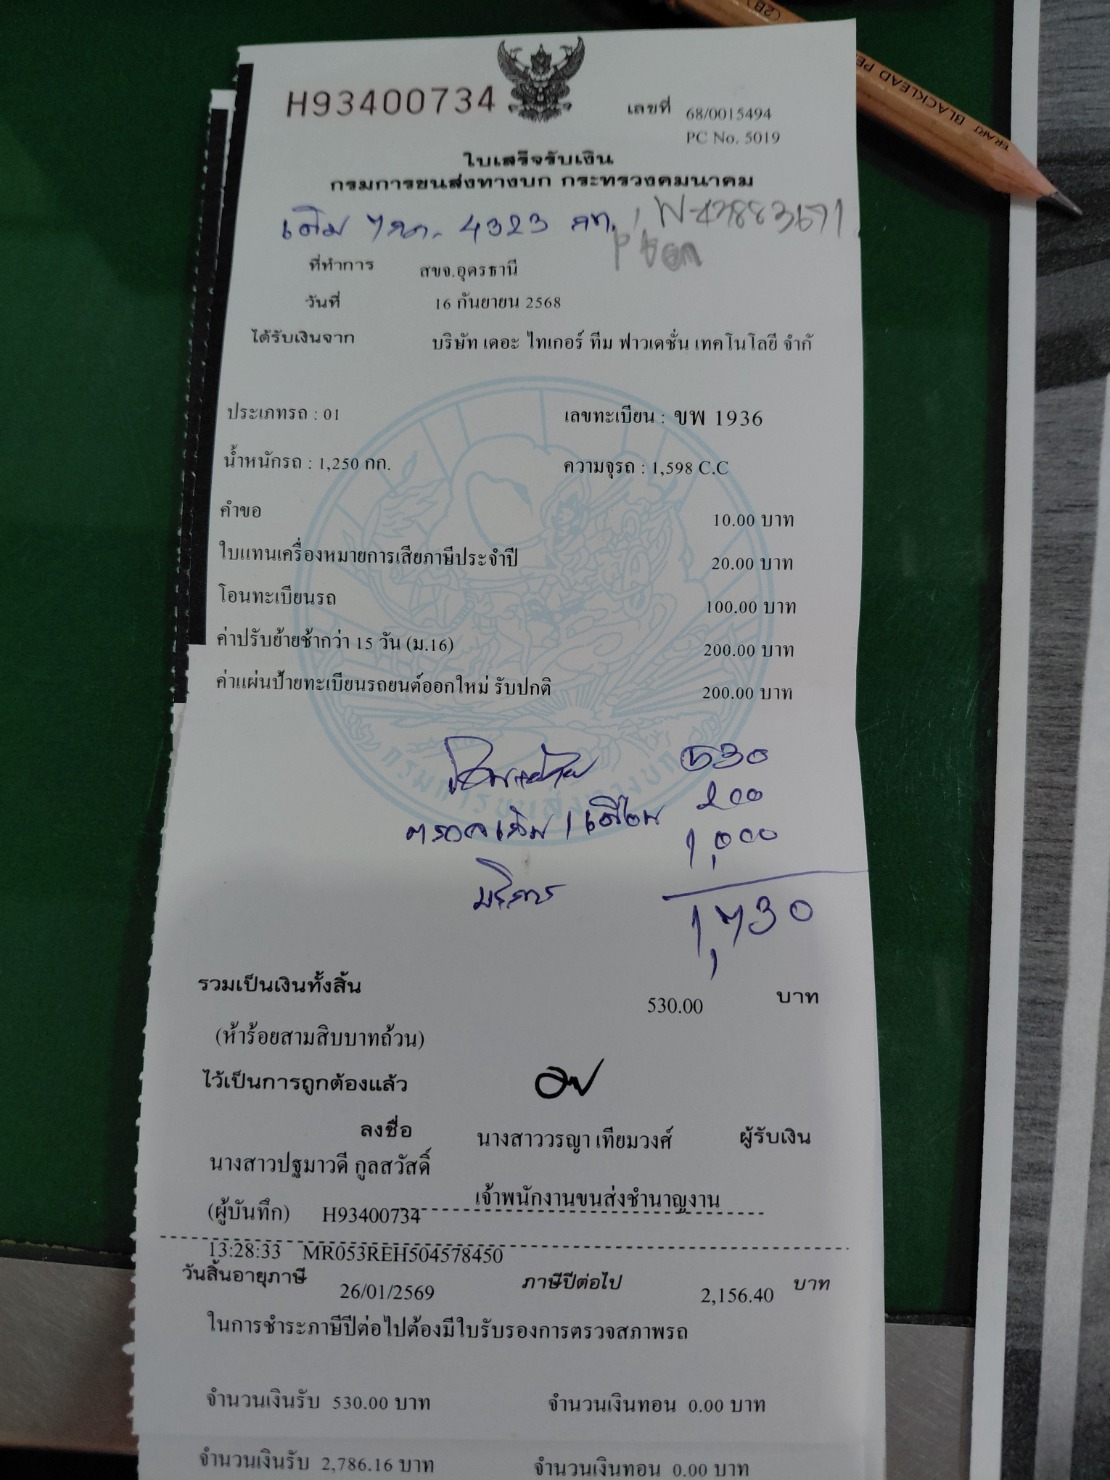 (2B)
BLACKLEAD PE
H93400734
เลขที่ 68/0015494
PC No. 5019
ใบเสร็จรับเงิน
กรมการขนส่งทางบก กระทรวงคมนาคม
เดิม 4323
ที่ทำการ สขจ.อุดรธานี
วันที่ 16 กันยายน 2568
ได้รับเงินจาก บริษัท เดอะ ไทเกอร์ ทีม ฟาวเดชั่น เทคโนโลยี จำกั
ประเภทรถ : 01 เลขทะเบียน : ขพ 1936
น้ำหนักรถ : 1,250 กก. ความจุรถ : 1,598 C.C
คำขอ 10.00 บาท
ใบแทนเครื่องหมายการเสียภาษีประจำปี 20.00 บาท
โอนทะเบียนรถ 100.00 บาท
ค่าปรับย้ายช้ากว่า 15 วัน (ม.16) 200.00 บาท
ค่าแผ่นป้ายทะเบียนรถยนต์ออกใหม่ รับปกติ 200.00 บาท
กรมการขนส่งทางบก
530
200
1,000
บริการ
1,730
รวมเป็นเงินทั้งสิ้น 530.00 บาท
(ห้าร้อยสามสิบบาทถ้วน)
ไว้เป็นการถูกต้องแล้ว
ลงชื่อ นางสาววรญา เทียมวงศ์ ผู้รับเงิน
นางสาวปฐมาวดี กูลสวัสดิ์
เจ้าพนักงานขนส่งชำนาญงาน
(ผู้บันทึก) H93400734
13:28:33 MR053REH504578450
วันสิ้นอายุภาษี 26/01/2569 ภาษีปีต่อไป 2,156.40 บาท
ในการชำระภาษีปีต่อไปต้องมีใบรับรองการตรวจสภาพรถ
จำนวนเงินรับ 530.00 บาท จำนวนเงินทอน 0.00 บาท
จำนวนเงินรับ 2,786.16 บาท จำนวนเงินทอน 0.00 บาท